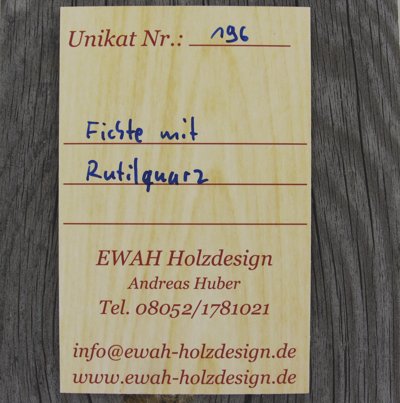 Unikat Nr.: 196
Fichte mit
Rutilquarz
EWAH Holzdesign
Andreas Huber
Tel. 08052/1781021
info@ewah-holzdesign.de
www.ewah-holzdesign.de